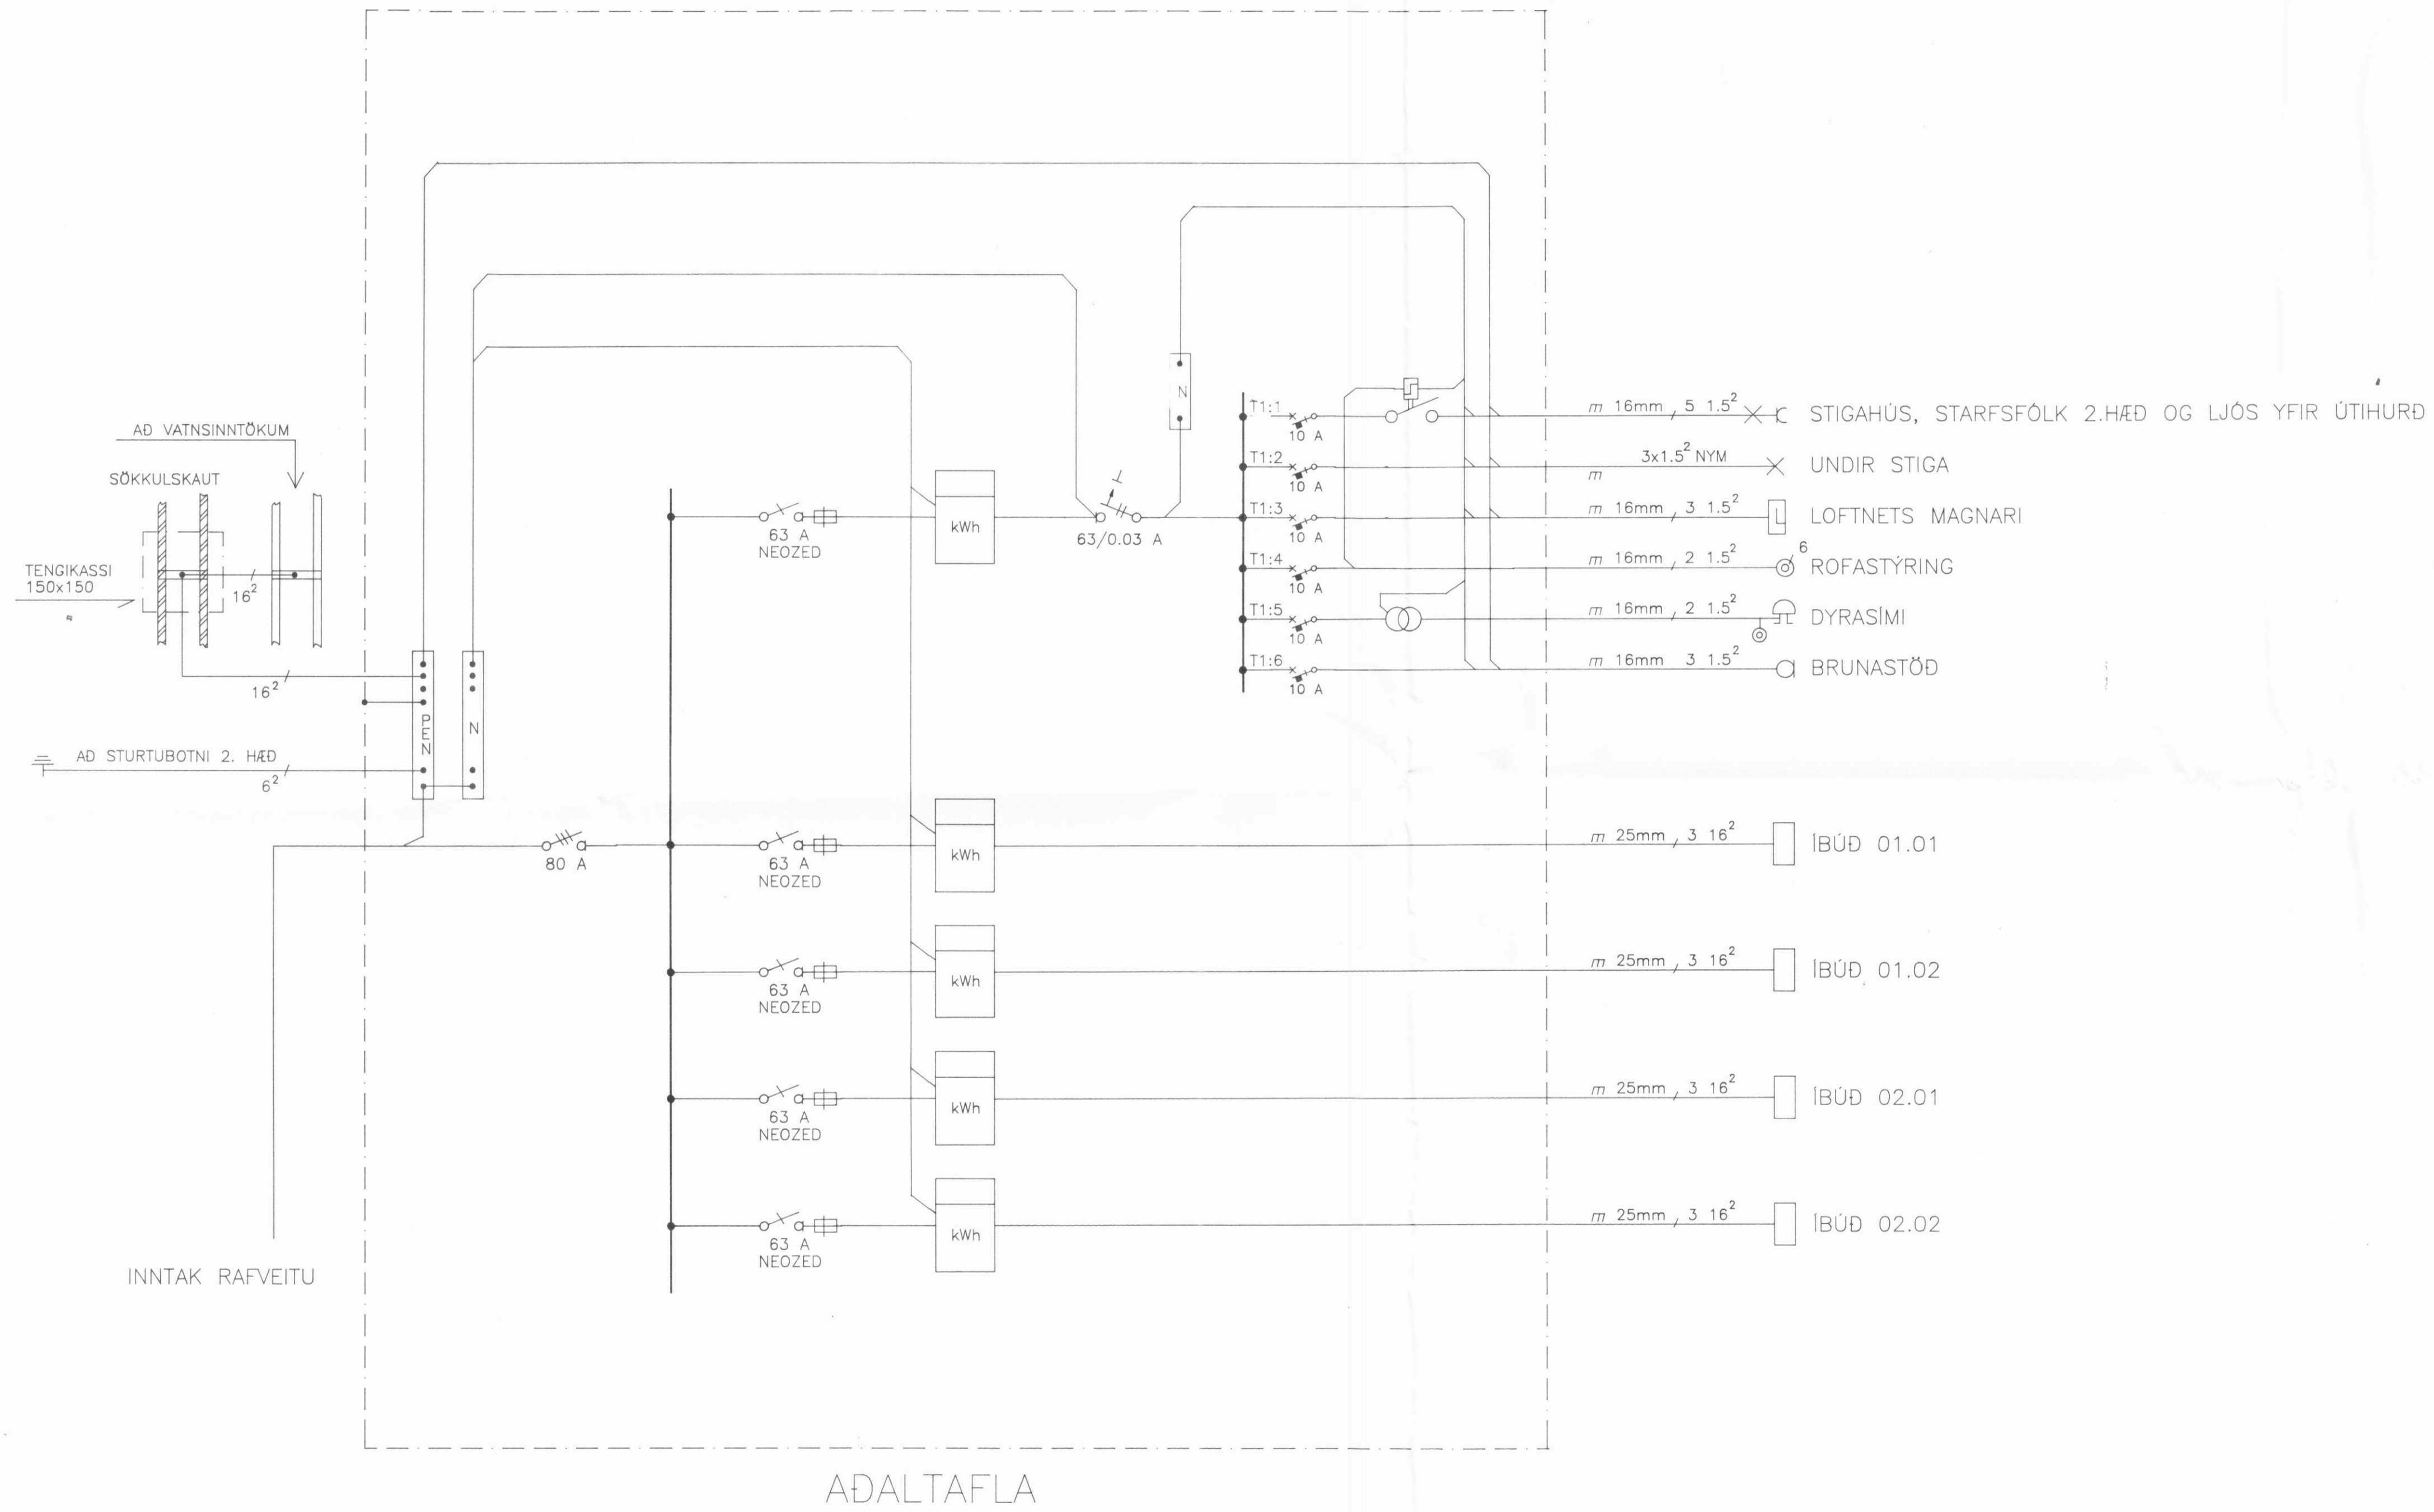 AÐ VATNSINNTÖKUM
SÖKKULSKAUT
TENGIKASSI
150x150
16²
16²
PEN
N
AÐ STURTUBOTNI 2. HÆÐ
6²
80 A
INNTAK RAFVEITU
63 A
NEOZED
kWh
63/0.03 A
N
T1:1
10 A
m 16mm , 5 1.5²
STIGAHÚS, STARFSFÓLK 2.HÆÐ OG LJÓS YFIR ÚTIHURÐ
T1:2
10 A
3x1.5² NYM
m
UNDIR STIGA
T1:3
10 A
m 16mm , 3 1.5²
LOFTNETS MAGNARI
T1:4
10 A
m 16mm , 2 1.5²
6
ROFASTÝRING
T1:5
10 A
m 16mm , 2 1.5²
DYRASÍMI
T1:6
10 A
m 16mm 3 1.5²
BRUNASTÖÐ
63 A
NEOZED
kWh
m 25mm , 3 16²
ÍBÚÐ 01.01
63 A
NEOZED
kWh
m 25mm , 3 16²
ÍBÚÐ 01.02
63 A
NEOZED
kWh
m 25mm , 3 16²
ÍBÚÐ 02.01
63 A
NEOZED
kWh
m 25mm , 3 16²
ÍBÚÐ 02.02
AÐALTAFLA